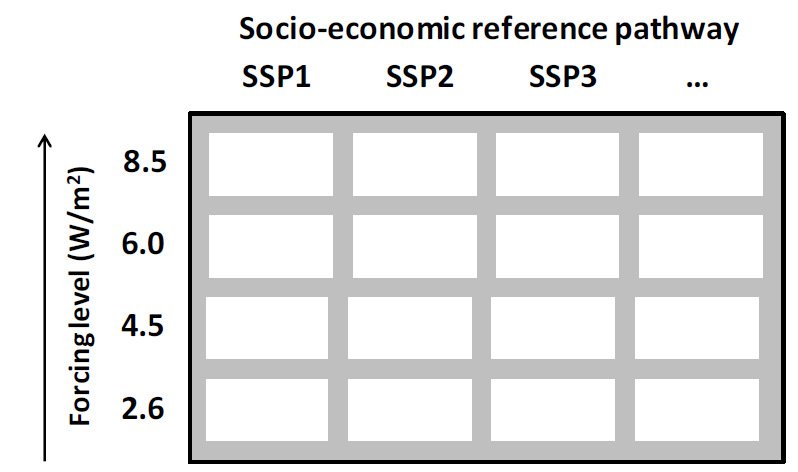 Socio-economic reference pathway
SSP1 SSP2 SSP3 ...
Forcing level (W/m²)
8.5
6.0
4.5
2.6